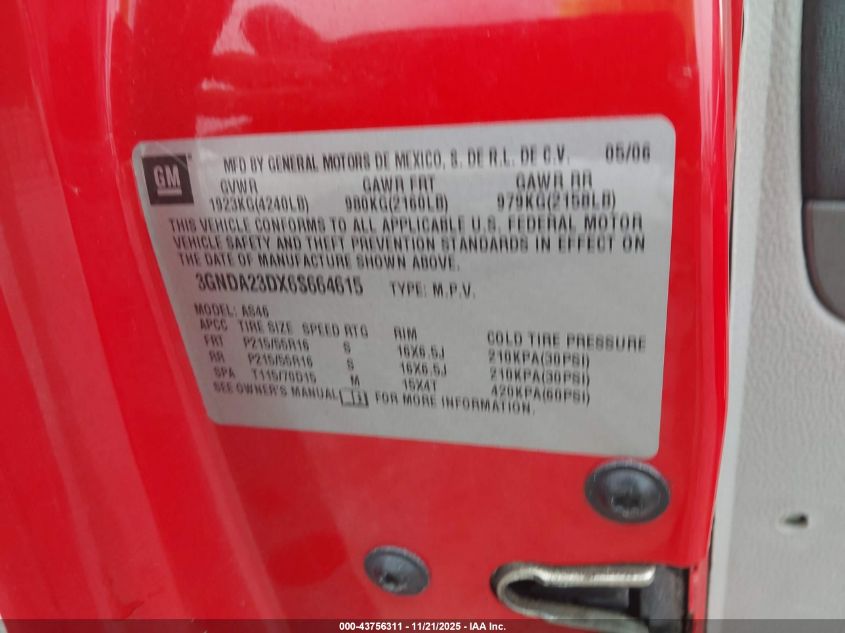 GM
MFD BY GENERAL MOTORS DE MEXICO, S. DE R.L. DE C.V. 05/06
GVWR GAWR FRT GAWR RR
1923KG(4240LB) 980KG(2160LB) 979KG(2158LB)
THIS VEHICLE CONFORMS TO ALL APPLICABLE U.S. FEDERAL MOTOR
VEHICLE SAFETY AND THEFT PREVENTION STANDARDS IN EFFECT ON
THE DATE OF MANUFACTURE SHOWN ABOVE.
3GNDA23DX6S664615 TYPE: M.P.V.
MODEL: AS46
APCC TIRE SIZE SPEED RTG RIM COLD TIRE PRESSURE
FRT P215/55R16 S 16X6.5J 210KPA(30PSI)
RR P215/55R16 S 16X6.5J 210KPA(30PSI)
SPA T115/70D15 M 15X4T 420KPA(60PSI)
SEE OWNER'S MANUAL FOR MORE INFORMATION.
000-43756311 - 11/21/2025 - IAA Inc.